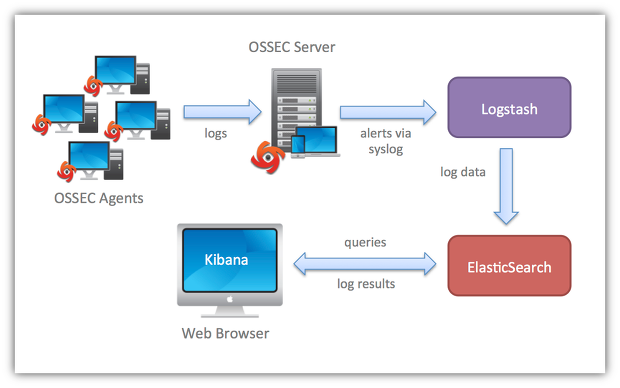 OSSEC Server
logs
alerts via
syslog
Logstash
OSSEC Agents
log data
Kibana
queries
log results
ElasticSearch
Web Browser